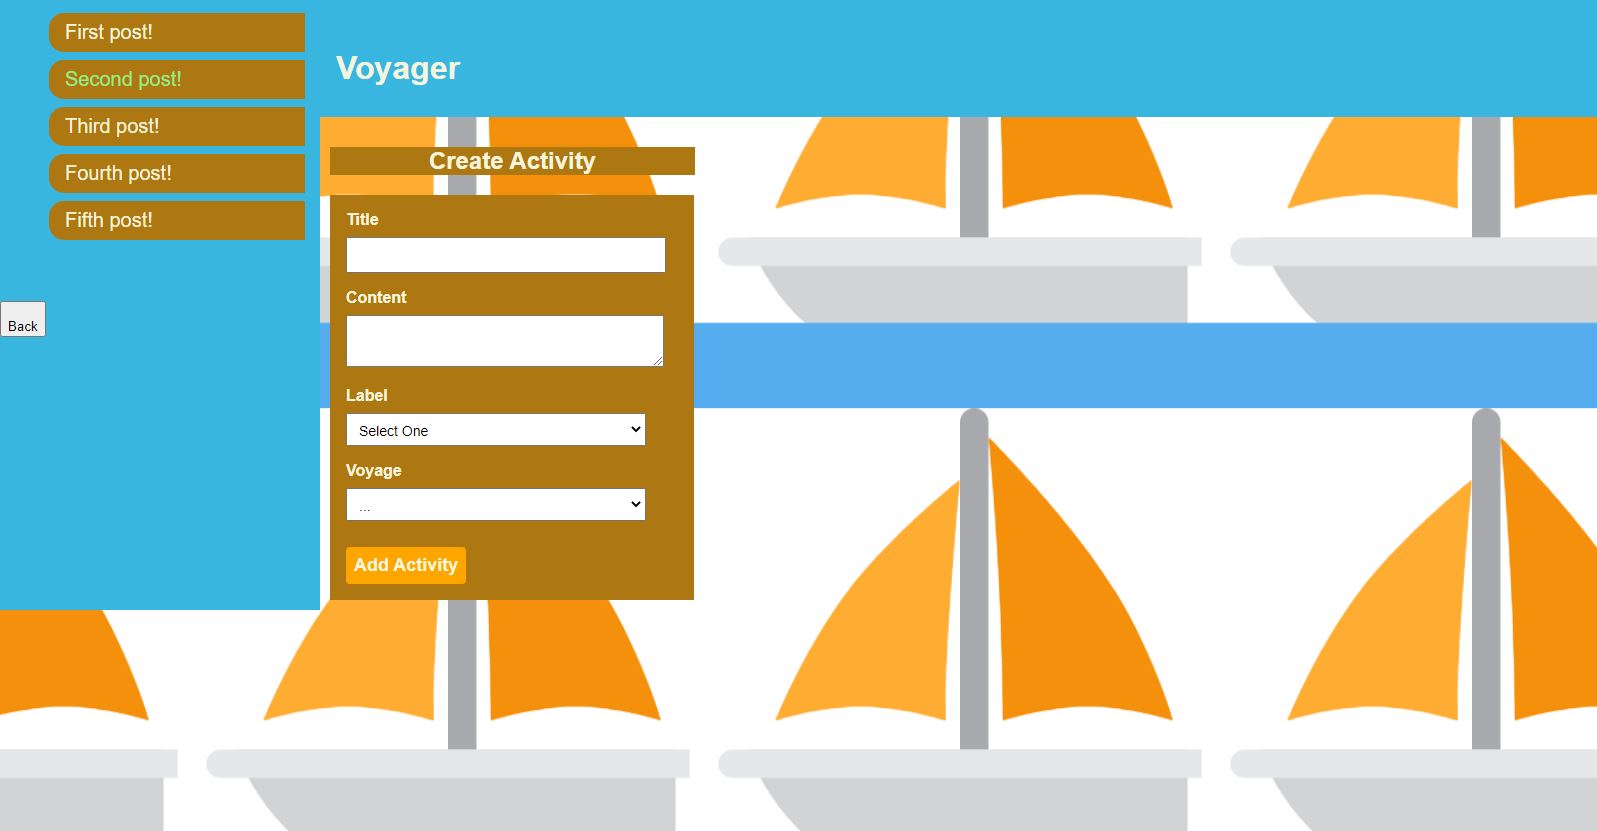 First post!
Second post!
Third post!
Fourth post!
Fifth post!
Back
Voyager
Create Activity
Title
Content
Label
Select One
Voyage
...
Add Activity